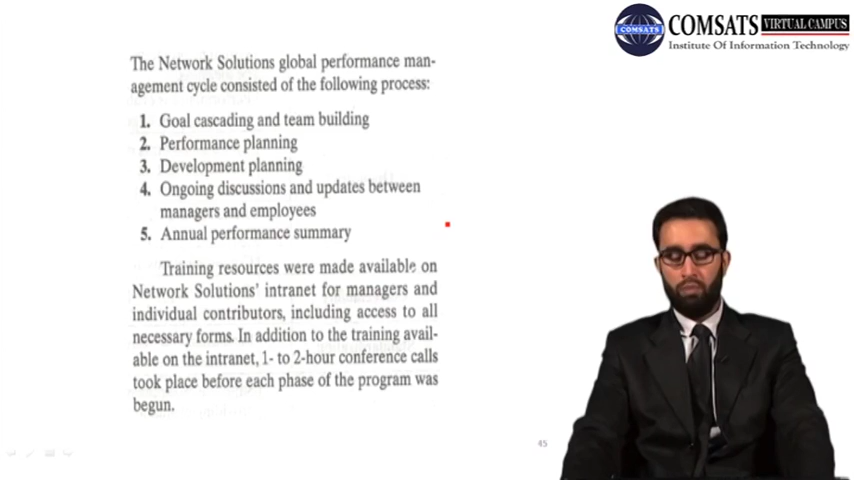 COMSATS VIRTUAL CAMPUS
Institute Of Information Technology
The Network Solutions global performance man-
agement cycle consisted of the following process:
1. Goal cascading and team building
2. Performance planning
3. Development planning
4. Ongoing discussions and updates between
managers and employees
5. Annual performance summary
Training resources were made available on
Network Solutions' intranet for managers and
individual contributors, including access to all
necessary forms. In addition to the training avail-
able on the intranet, 1- to 2-hour conference calls
took place before each phase of the program was
begun.
45